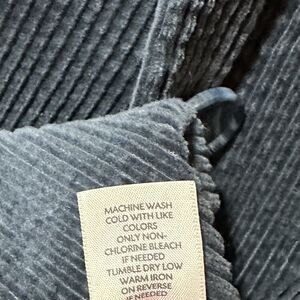 MACHINE WASH
COLD WITH LIKE
COLORS
ONLY NON-
CHLORINE BLEACH
IF NEEDED
TUMBLE DRY LOW
WARM IRON
ON REVERSE
IF NEEDED